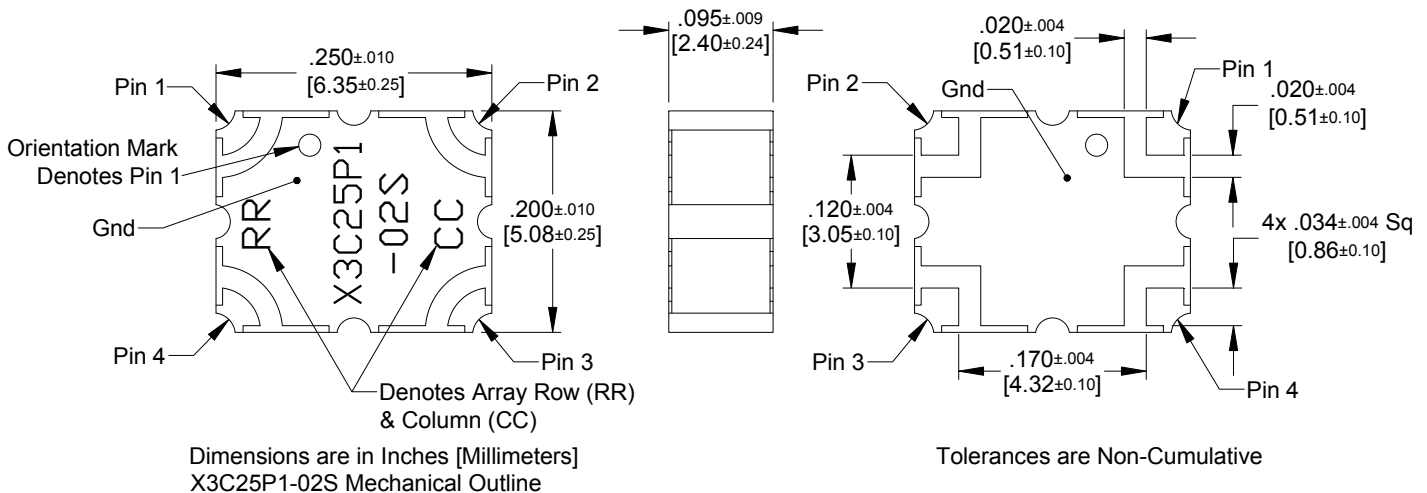 .250±.010
[6.35±0.25]
Pin 1
Pin 2
Orientation Mark
Denotes Pin 1
Gnd
RR
X3C25P1
-02S
CC
.200±.010
[5.08±0.25]
Pin 4
Pin 3
Denotes Array Row (RR)
& Column (CC)
Dimensions are in Inches [Millimeters]
X3C25P1-02S Mechanical Outline
.095±.009
[2.40±0.24]
.020±.004
[0.51±0.10]
Pin 2
Gnd
Pin 1
.020±.004
[0.51±0.10]
.120±.004
[3.05±0.10]
4x .034±.004 Sq
[0.86±0.10]
Pin 3
.170±.004
[4.32±0.10]
Pin 4
Tolerances are Non-Cumulative